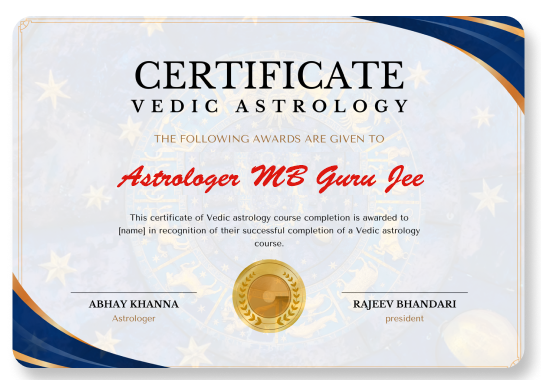 CERTIFICATE
VEDIC ASTROLOGY
THE FOLLOWING AWARDS ARE GIVEN TO
Astrologer MB Guru Jee
This certificate of Vedic astrology course completion is awarded to
[name] in recognition of their successful completion of a Vedic astrology
course.
ABHAY KHANNA
Astrologer
RAJEEV BHANDARI
president